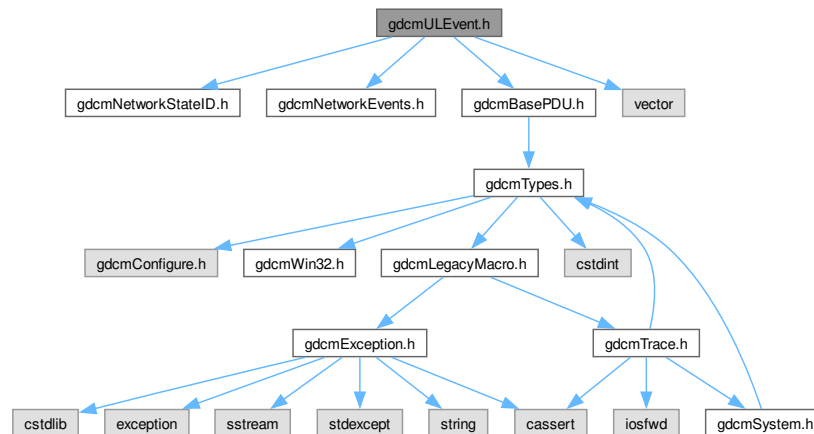 gdcmULEvent.h
gdcmNetworkStateID.h
gdcmNetworkEvents.h
gdcmBasePDU.h
vector
gdcmTypes.h
gdcmConfigure.h
gdcmWin32.h
gdcmLegacyMacro.h
cstdint
gdcmException.h
gdcmTrace.h
cstdlib
exception
sstream
stdexcept
string
cassert
iosfwd
gdcmSystem.h